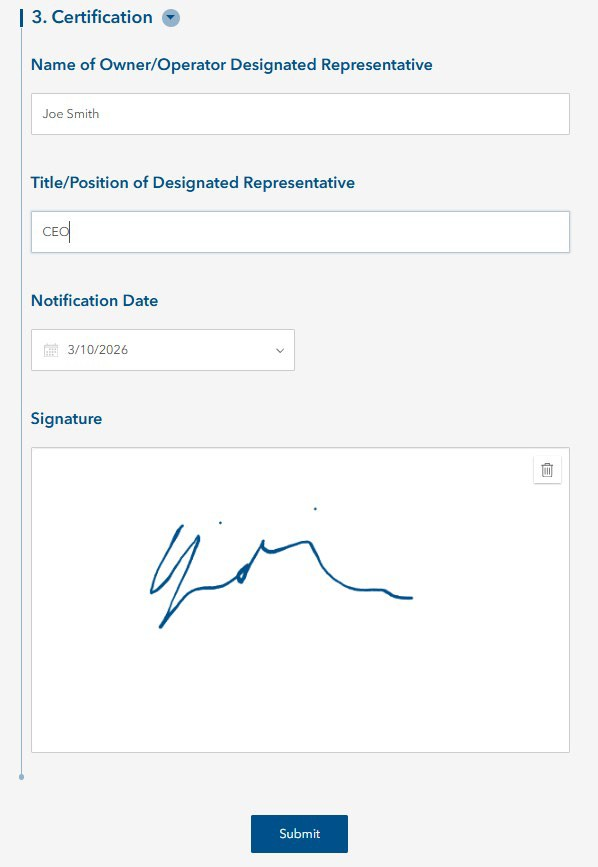 3. Certification
Name of Owner/Operator Designated Representative
Joe Smith
Title/Position of Designated Representative
CEO
Notification Date
3/10/2026
Signature
Submit